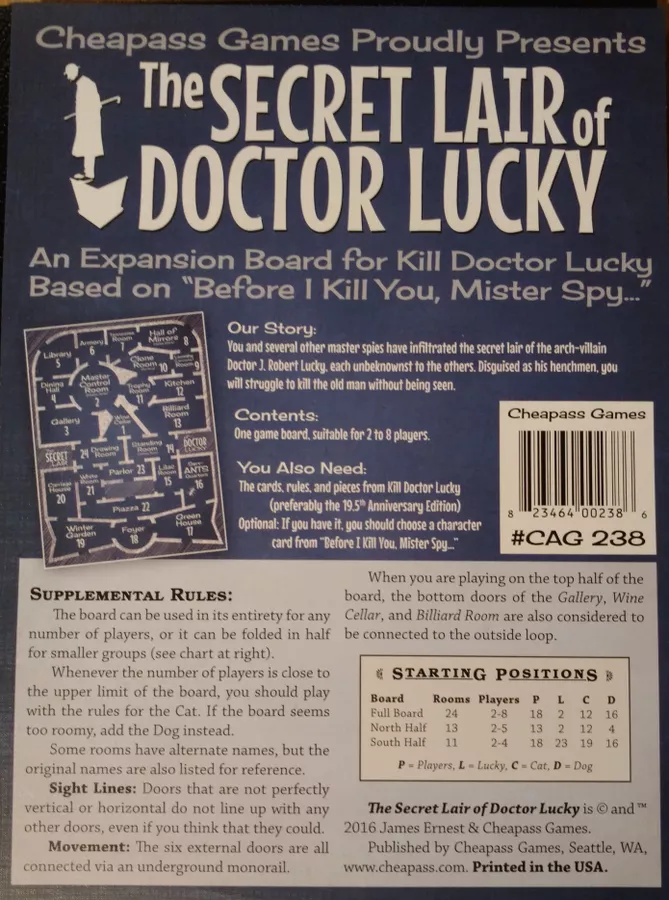 Cheapass Games Proudly Presents
The SECRET LAIR of
DOCTOR LUCKY
An Expansion Board for Kill Doctor Lucky
Based on "Before I Kill You, Mister Spy..."
Library
5
Armory
6
7
Hall of
Mirrors 8
Clone
Room
10
9
Dining
Hall
4
Master
Control
Room
2
Trophy
Room
11
Kitchen
12
Gallery
3
Wine
Cellar
1
Billiard
Room
13
SECRET
LAIR
24 Drawing
Room
Standing
Room 14
DOCTOR
LUCKY
Carriage
House
20
21
Parlor 23
Lilac
Room
15
ANTS
Quarters
16
Piazza 22
Winter
Garden
19
Foyer
18
Green
House
17
Our Story:
You and several other master spies have infiltrated the secret lair of the arch-villain
Doctor J. Robert Lucky, each unbeknownst to the others. Disguised as his henchmen, you
will struggle to kill the old man without being seen.
Contents:
One game board, suitable for 2 to 8 players.
You Also Need:
The cards, rules, and pieces from Kill Doctor Lucky
(preferably the 19.5th Anniversary Edition)
Optional: If you have it, you should choose a character
card from "Before I Kill You, Mister Spy..."
Cheapass Games
8 23464 00238 6
#CAG 238
SUPPLEMENTAL RULES:
The board can be used in its entirety for any
number of players, or it can be folded in half
for smaller groups (see chart at right).
Whenever the number of players is close to
the upper limit of the board, you should play
with the rules for the Cat. If the board seems
too roomy, add the Dog instead.
Some rooms have alternate names, but the
original names are also listed for reference.
Sight Lines: Doors that are not perfectly
vertical or horizontal do not line up with any
other doors, even if you think that they could.
Movement: The six external doors are all
connected via an underground monorail.
When you are playing on the top half of the
board, the bottom doors of the Gallery, Wine
Cellar, and Billiard Room are also considered to
be connected to the outside loop.
STARTING POSITIONS
Board Rooms Players P L C D
Full Board 24 2-8 18 2 12 16
North Half 13 2-5 13 2 12 4
South Half 11 2-4 18 23 19 16
P = Players, L = Lucky, C = Cat, D = Dog
The Secret Lair of Doctor Lucky is © and ™
2016 James Ernest & Cheapass Games.
Published by Cheapass Games, Seattle, WA,
www.cheapass.com. Printed in the USA.